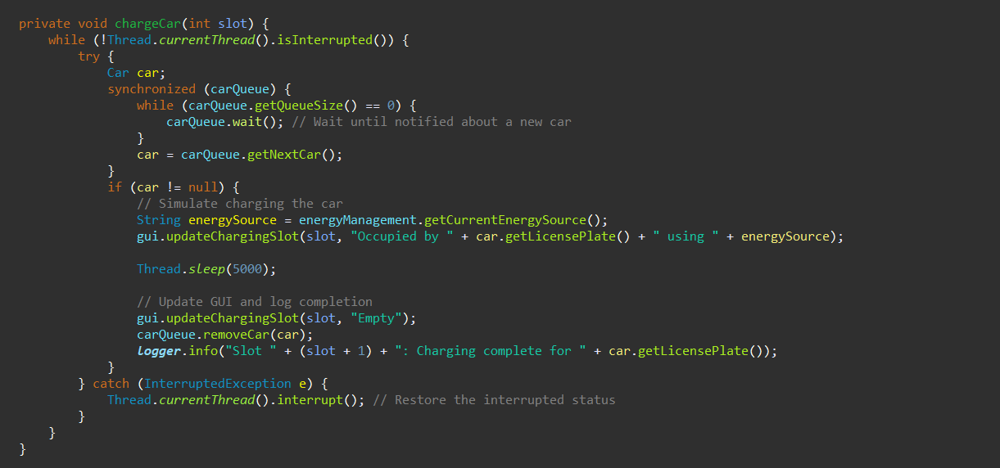 private void chargeCar(int slot) {
    while (!Thread.currentThread().isInterrupted()) {
        try {
            Car car;
            synchronized (carQueue) {
                while (carQueue.getQueueSize() == 0) {
                    carQueue.wait(); // Wait until notified about a new car
                }
                car = carQueue.getNextCar();
            }
            if (car != null) {
                // Simulate charging the car
                String energySource = energyManagement.getCurrentEnergySource();
                gui.updateChargingSlot(slot, "Occupied by " + car.getLicensePlate() + " using " + energySource);

                Thread.sleep(5000);

                // Update GUI and log completion
                gui.updateChargingSlot(slot, "Empty");
                carQueue.removeCar(car);
                logger.info("Slot " + (slot + 1) + ": Charging complete for " + car.getLicensePlate());
            }
        } catch (InterruptedException e) {
            Thread.currentThread().interrupt(); // Restore the interrupted status
        }
    }
}